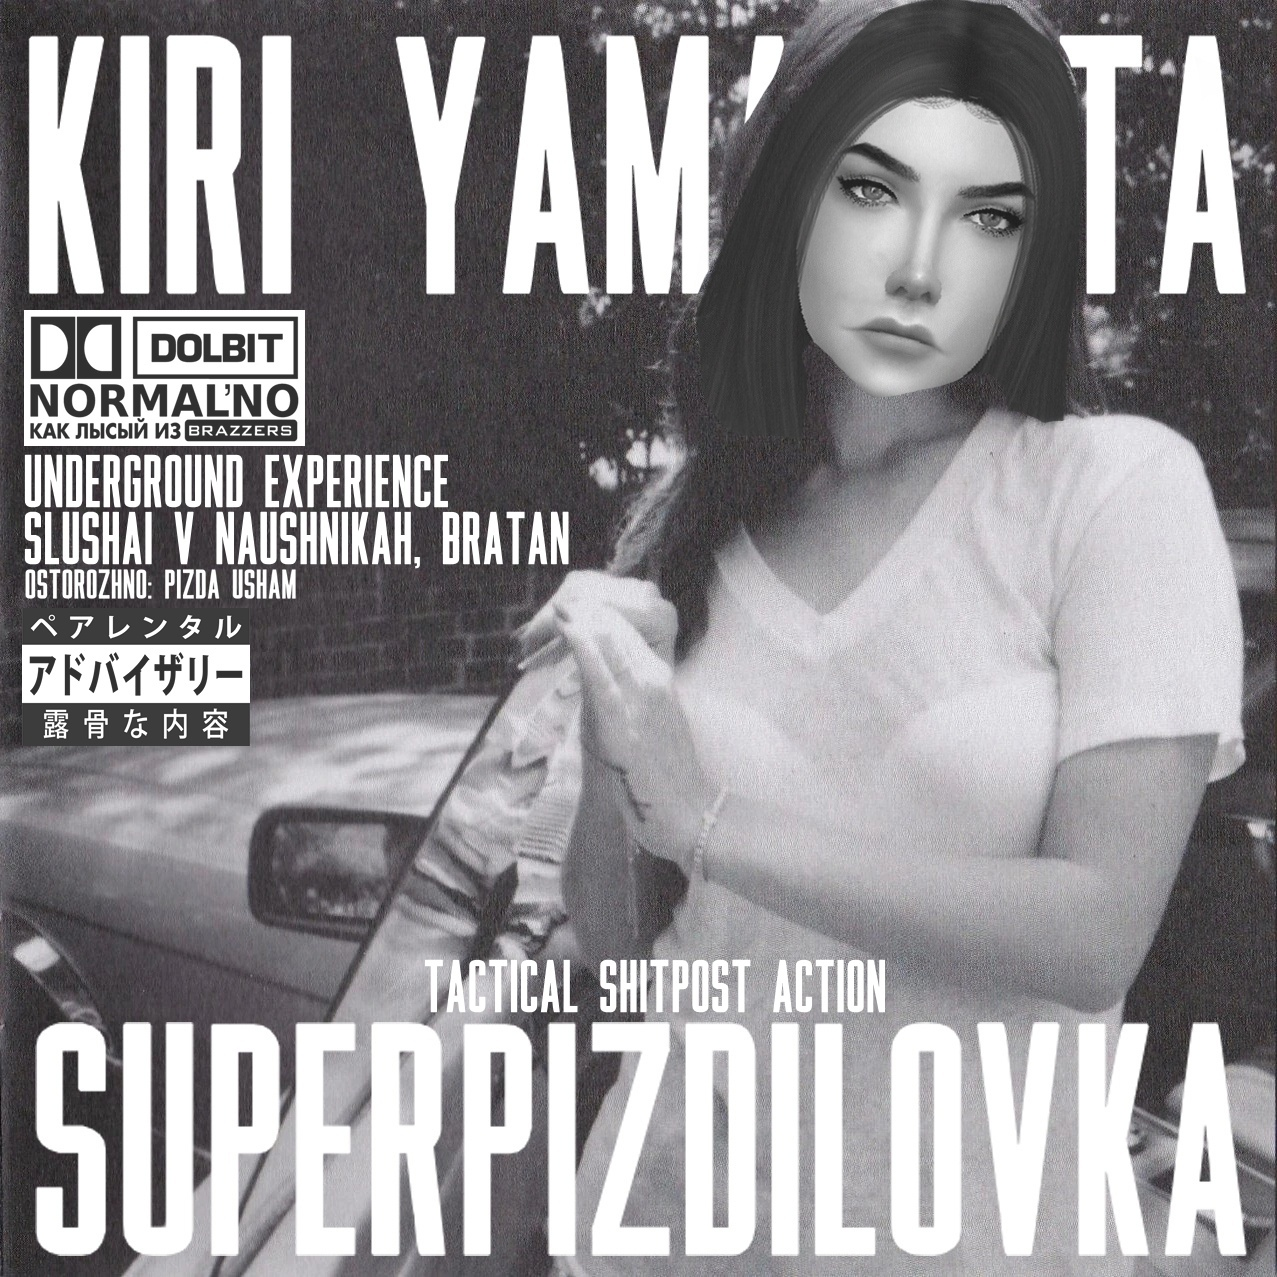 KIRI YAM TA
DOLBIT
NORMAL'NO
КАК ЛЫСЫЙ ИЗ BRAZZERS
UNDERGROUND EXPERIENCE
SLUSHAI V NAUSHNIKAH, BRATAN
OSTOROZHNO: PIZDA USHAM
ペアレンタル
アドバイザリー
露骨な内容
TACTICAL SHITPOST ACTION
SUPERPIZDILOVKA